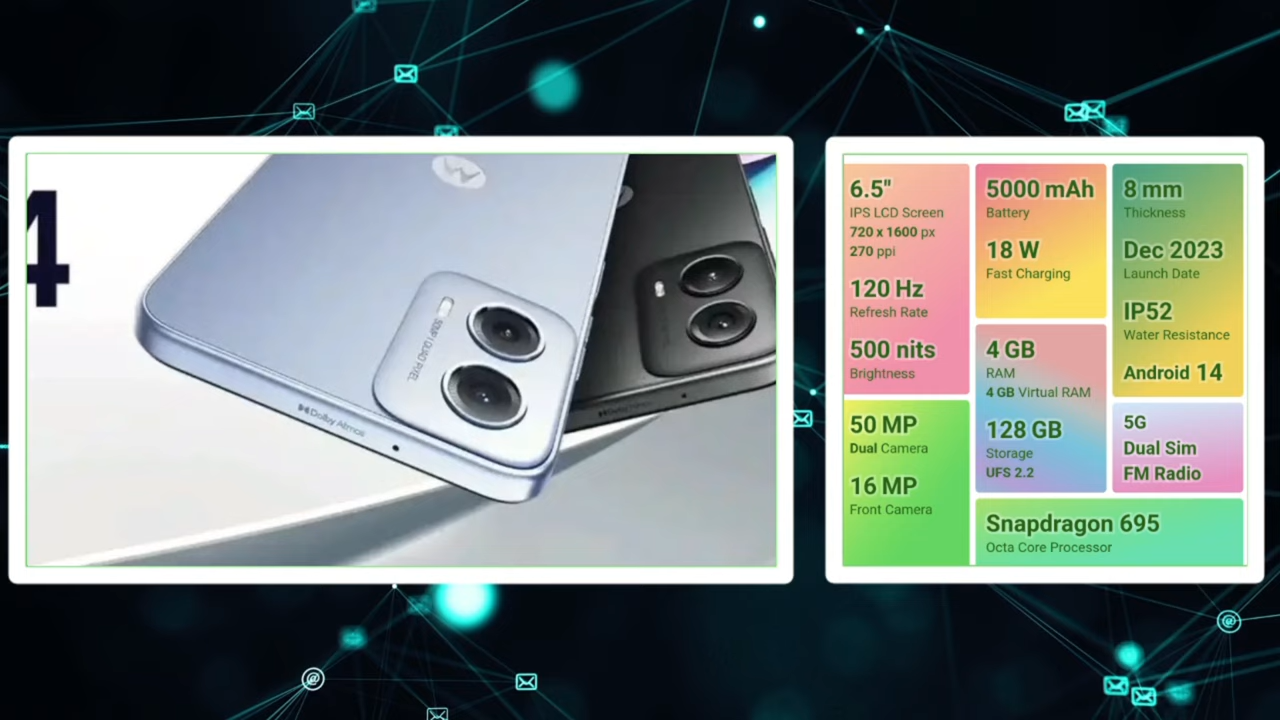 4
50MP | QUAD PIXEL
Dolby Atmos
Dolby Atmos
6.5"
IPS LCD Screen
720 x 1600 px
270 ppi
120 Hz
Refresh Rate
500 nits
Brightness
50 MP
Dual Camera
16 MP
Front Camera
5000 mAh
Battery
18 W
Fast Charging
4 GB
RAM
4 GB Virtual RAM
128 GB
Storage
UFS 2.2
8 mm
Thickness
Dec 2023
Launch Date
IP52
Water Resistance
Android 14
5G
Dual Sim
FM Radio
Snapdragon 695
Octa Core Processor